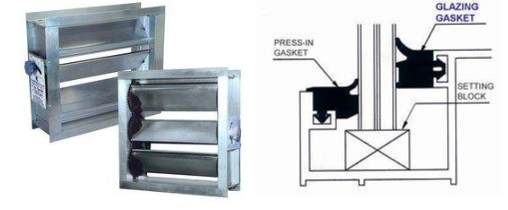 GLAZING
GASKET
PRESS-IN
GASKET
SETTING
BLOCK